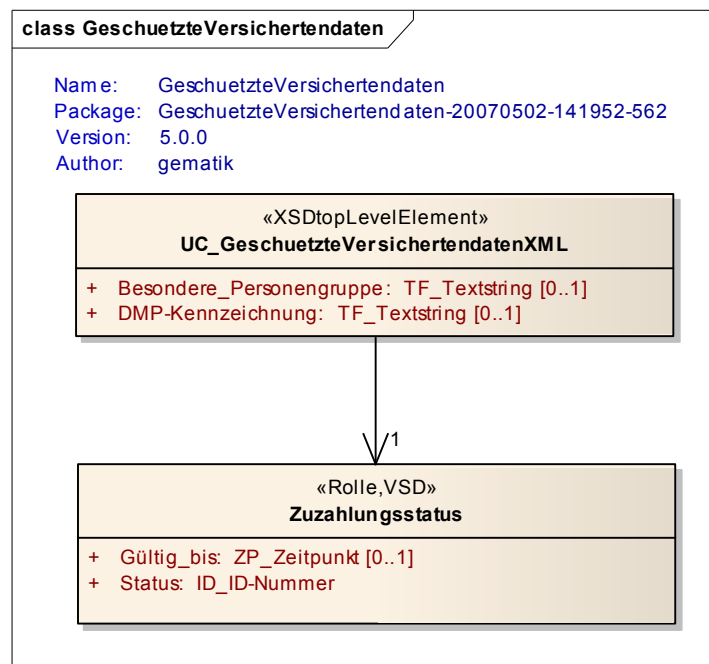 class GeschuetzteVersichertendaten
Name: GeschuetzteVersichertendaten
Package: GeschuetzteVersichertendaten-20070502-141952-562
Version: 5.0.0
Author: gematik
«XSDtopLevelElement»
UC_GeschuetzteVersichertendatenXML
+ Besondere_Personengruppe: TF_Textstring [0..1]
+ DMP-Kennzeichnung: TF_Textstring [0..1]
1
«Rolle,VSD»
Zuzahlungsstatus
+ Gültig_bis: ZP_Zeitpunkt [0..1]
+ Status: ID_ID-Nummer